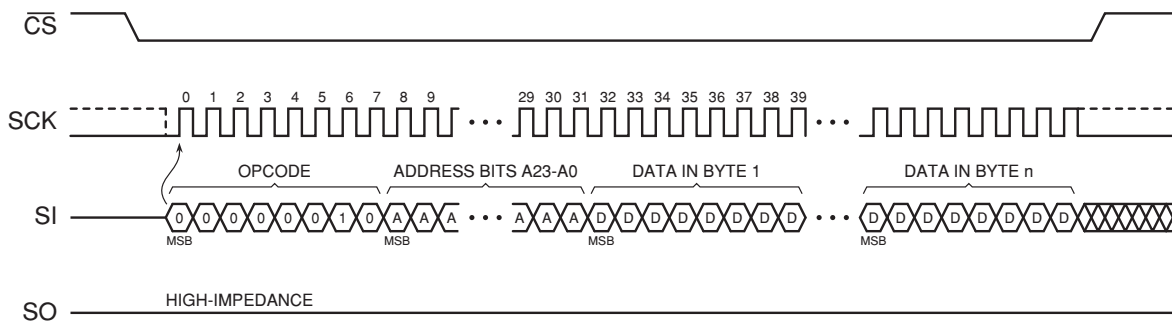 CS
SCK
0 1 2 3 4 5 6 7 8 9 29 30 31 32 33 34 35 36 37 38 39
OPCODE ADDRESS BITS A23-A0 DATA IN BYTE 1 DATA IN BYTE n
SI
0 0 0 0 0 0 1 0 A A A A A A D D D D D D D D D D D D D D D D
MSB MSB MSB MSB
HIGH-IMPEDANCE
SO